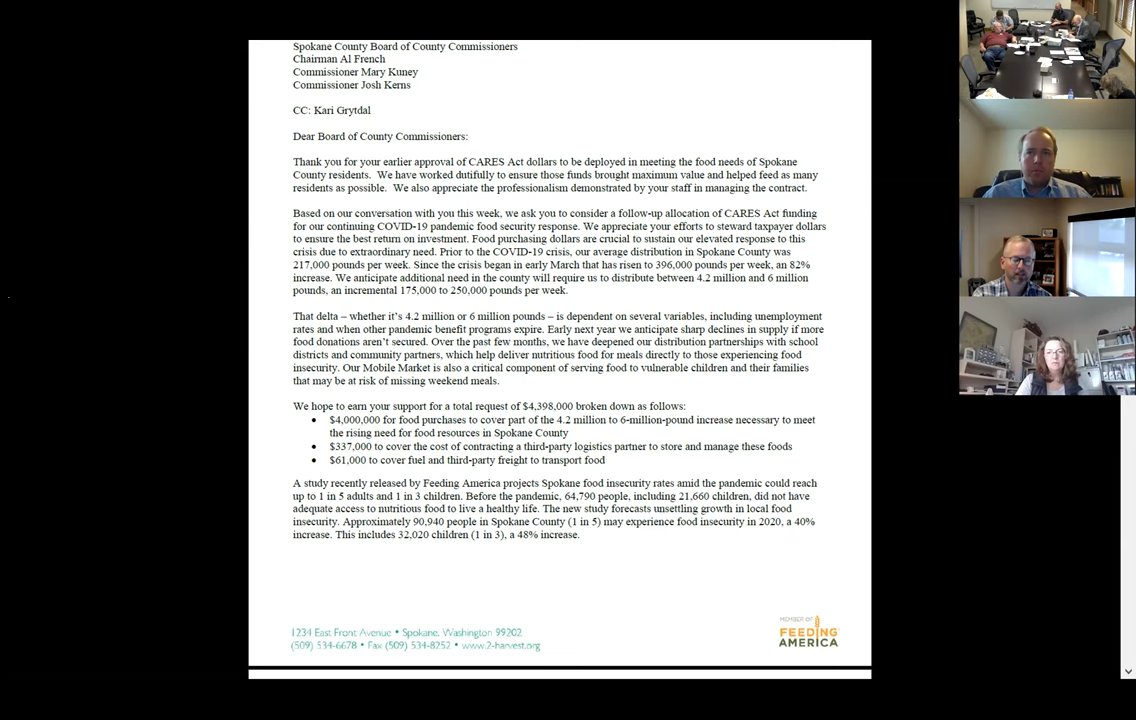 Spokane County Board of County Commissioners
Chairman Al French
Commissioner Mary Kuney
Commissioner Josh Kerns
CC: Kari Grytdal
Dear Board of County Commissioners:
Thank you for your earlier approval of CARES Act dollars to be deployed in meeting the food needs of Spokane
County residents.  We have worked dutifully to ensure those funds brought maximum value and helped feed as many
residents as possible.  We also appreciate the professionalism demonstrated by your staff in managing the contract.
Based on our conversation with you this week, we ask you to consider a follow-up allocation of CARES Act funding
for our continuing COVID-19 pandemic food security response. We appreciate your efforts to steward taxpayer dollars
to ensure the best return on investment. Food purchasing dollars are crucial to sustain our elevated response to this
crisis due to extraordinary need. Prior to the COVID-19 crisis, our average distribution in Spokane County was
217,000 pounds per week. Since the crisis began in early March that has risen to 396,000 pounds per week, an 82%
increase. We anticipate additional need in the county will require us to distribute between 4.2 million and 6 million
pounds, an incremental 175,000 to 250,000 pounds per week.
That delta – whether it's 4.2 million or 6 million pounds – is dependent on several variables, including unemployment
rates and when other pandemic benefit programs expire. Early next year we anticipate sharp declines in supply if more
food donations aren't secured. Over the past few months, we have deepened our distribution partnerships with school
districts and community partners, which help deliver nutritious food for meals directly to those experiencing food
insecurity. Our Mobile Market is also a critical component of serving food to vulnerable children and their families
that may be at risk of missing weekend meals.
We hope to earn your support for a total request of $4,398,000 broken down as follows:
• $4,000,000 for food purchases to cover part of the 4.2 million to 6-million-pound increase necessary to meet
the rising need for food resources in Spokane County
• $337,000 to cover the cost of contracting a third-party logistics partner to store and manage these foods
• $61,000 to cover fuel and third-party freight to transport food
A study recently released by Feeding America projects Spokane food insecurity rates amid the pandemic could reach
up to 1 in 5 adults and 1 in 3 children. Before the pandemic, 64,790 people, including 21,660 children, did not have
adequate access to nutritious food to live a healthy life. The new study forecasts unsettling growth in local food
insecurity. Approximately 90,940 people in Spokane County (1 in 5) may experience food insecurity in 2020, a 40%
increase. This includes 32,020 children (1 in 3), a 48% increase.
1234 East Front Avenue • Spokane, Washington 99202
(509) 534-6678 • Fax (509) 534-8252 • www.2-harvest.org
MEMBER OF
FEEDING
AMERICA